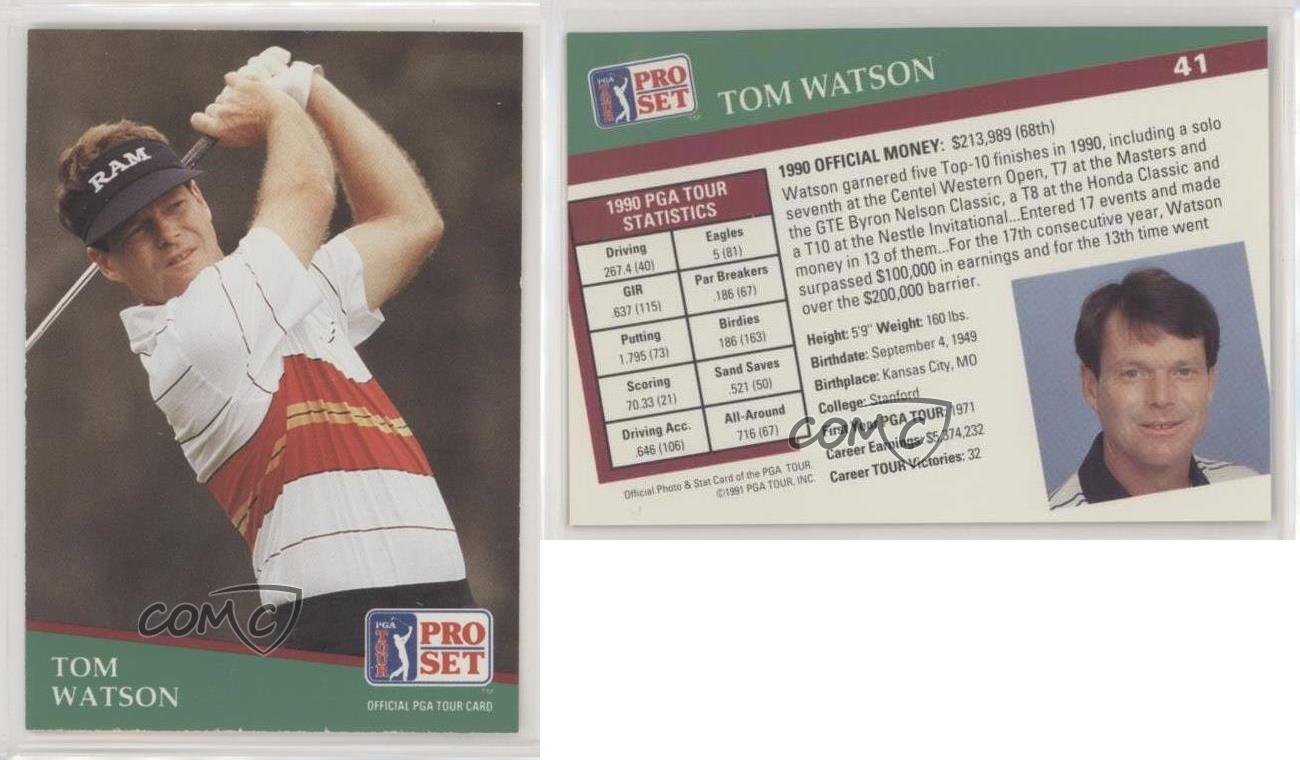 RAM
COMC
PGA TOUR
PRO
SET
TM
TOM
WATSON
OFFICIAL PGA TOUR CARD
PGA TOUR
PRO
SET
TM
TOM WATSON
41
1990 PGA TOUR
STATISTICS
Driving
267.4 (40)
Eagles
5 (81)
GIR
.637 (115)
Par Breakers
.186 (67)
Putting
1.795 (73)
Birdies
186 (163)
Scoring
70.33 (21)
Sand Saves
.521 (50)
Driving Acc.
.646 (106)
All-Around
716 (67)
Official Photo & Stat Card of the PGA TOUR.
©1991 PGA TOUR, INC.
1990 OFFICIAL MONEY: $213,989 (68th)
Watson garnered five Top-10 finishes in 1990, including a solo
seventh at the Centel Western Open, T7 at the Masters and
the GTE Byron Nelson Classic, a T8 at the Honda Classic and
a T10 at the Nestle Invitational...Entered 17 events and made
money in 13 of them...For the 17th consecutive year, Watson
surpassed $100,000 in earnings and for the 13th time went
over the $200,000 barrier.
Height: 5'9" Weight: 160 lbs.
Birthdate: September 4, 1949
Birthplace: Kansas City, MO
College: Stanford
First Year PGA TOUR: 1971
Career Earnings: $5,374,232
Career TOUR Victories: 32
COMC